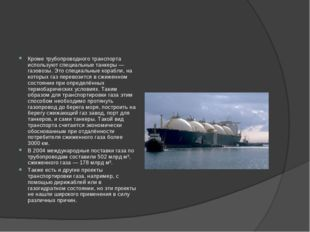 Кроме трубопроводного транспорта
используют специальные танкеры —
газовозы. Это специальные корабли, на
которых газ перевозится в сжиженном
состоянии при определённых
термобарических условиях. Таким
образом для транспортировки газа этим
способом необходимо протянуть
газопровод до берега моря, построить на
берегу сжижающий газ завод, порт для
танкеров, и сами танкеры. Такой вид
транспорта считается экономически
обоснованным при отдалённости
потребителя сжиженного газа более
3000 км.
В 2004 международные поставки газа по
трубопроводам составили 502 млрд м³,
сжиженного газа — 178 млрд м³.
Также есть и другие проекты
транспортировки газа, например, с
помощью дирижаблей или в
газогидратном состоянии, но эти проекты
не нашли широкого применения в силу
различных причин.